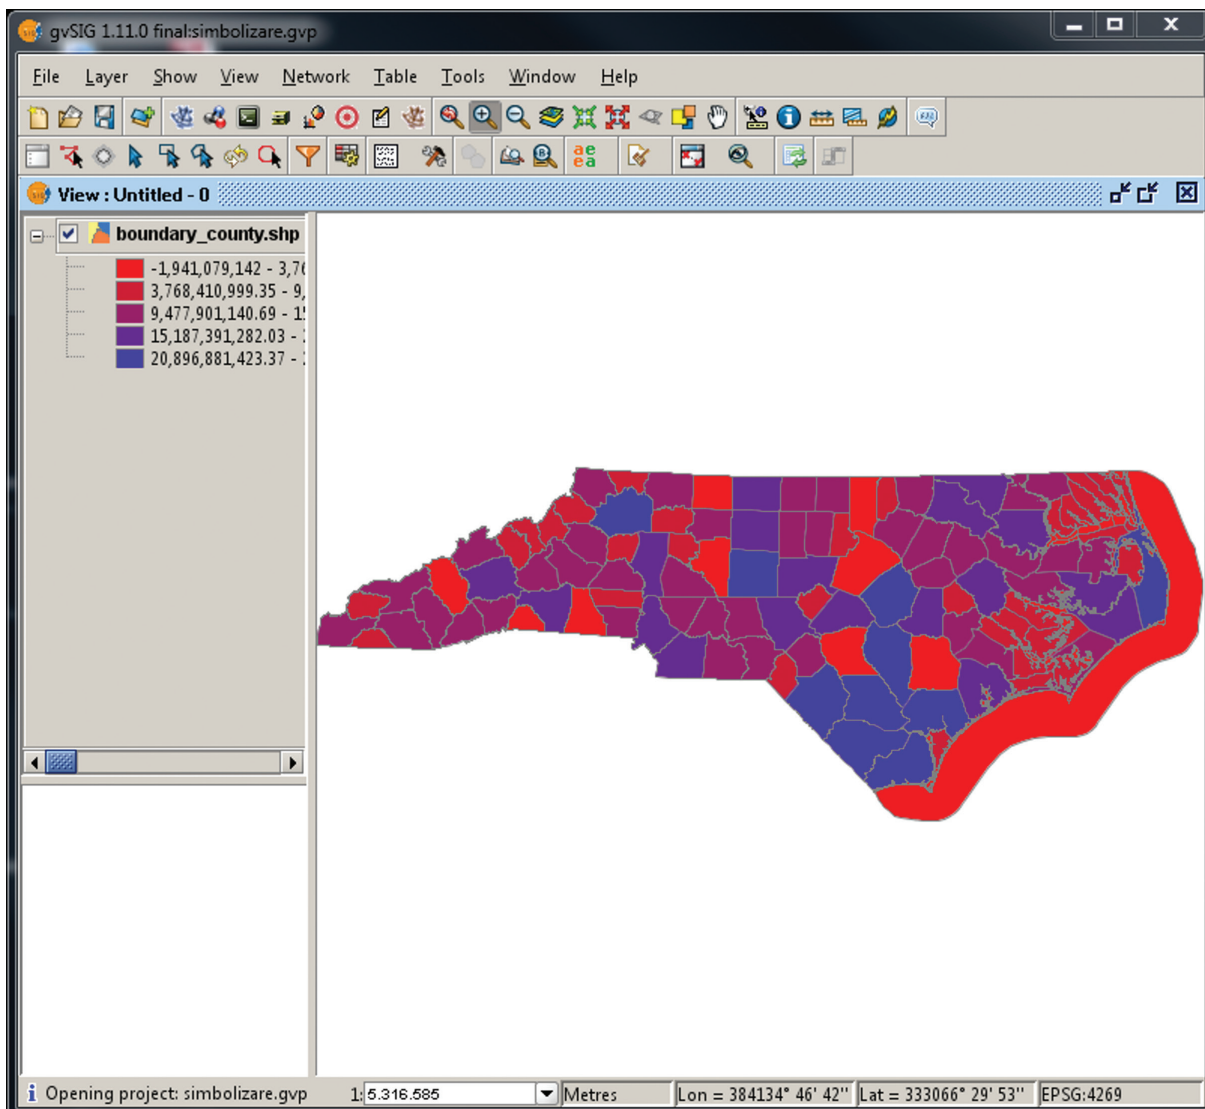 gvSIG 1.11.0 final:simbolizare.gvp
File Layer Show View Network Table Tools Window Help
View : Untitled - 0
boundary_county.shp
-1,941,079,142 - 3,76
3,768,410,999.35 - 9,
9,477,901,140.69 - 1
15,187,391,282.03 -
20,896,881,423.37 -
Opening project: simbolizare.gvp 1: 5.316.585 Metres Lon = 384134° 46' 42'' Lat = 333066° 29' 53'' EPSG:4269